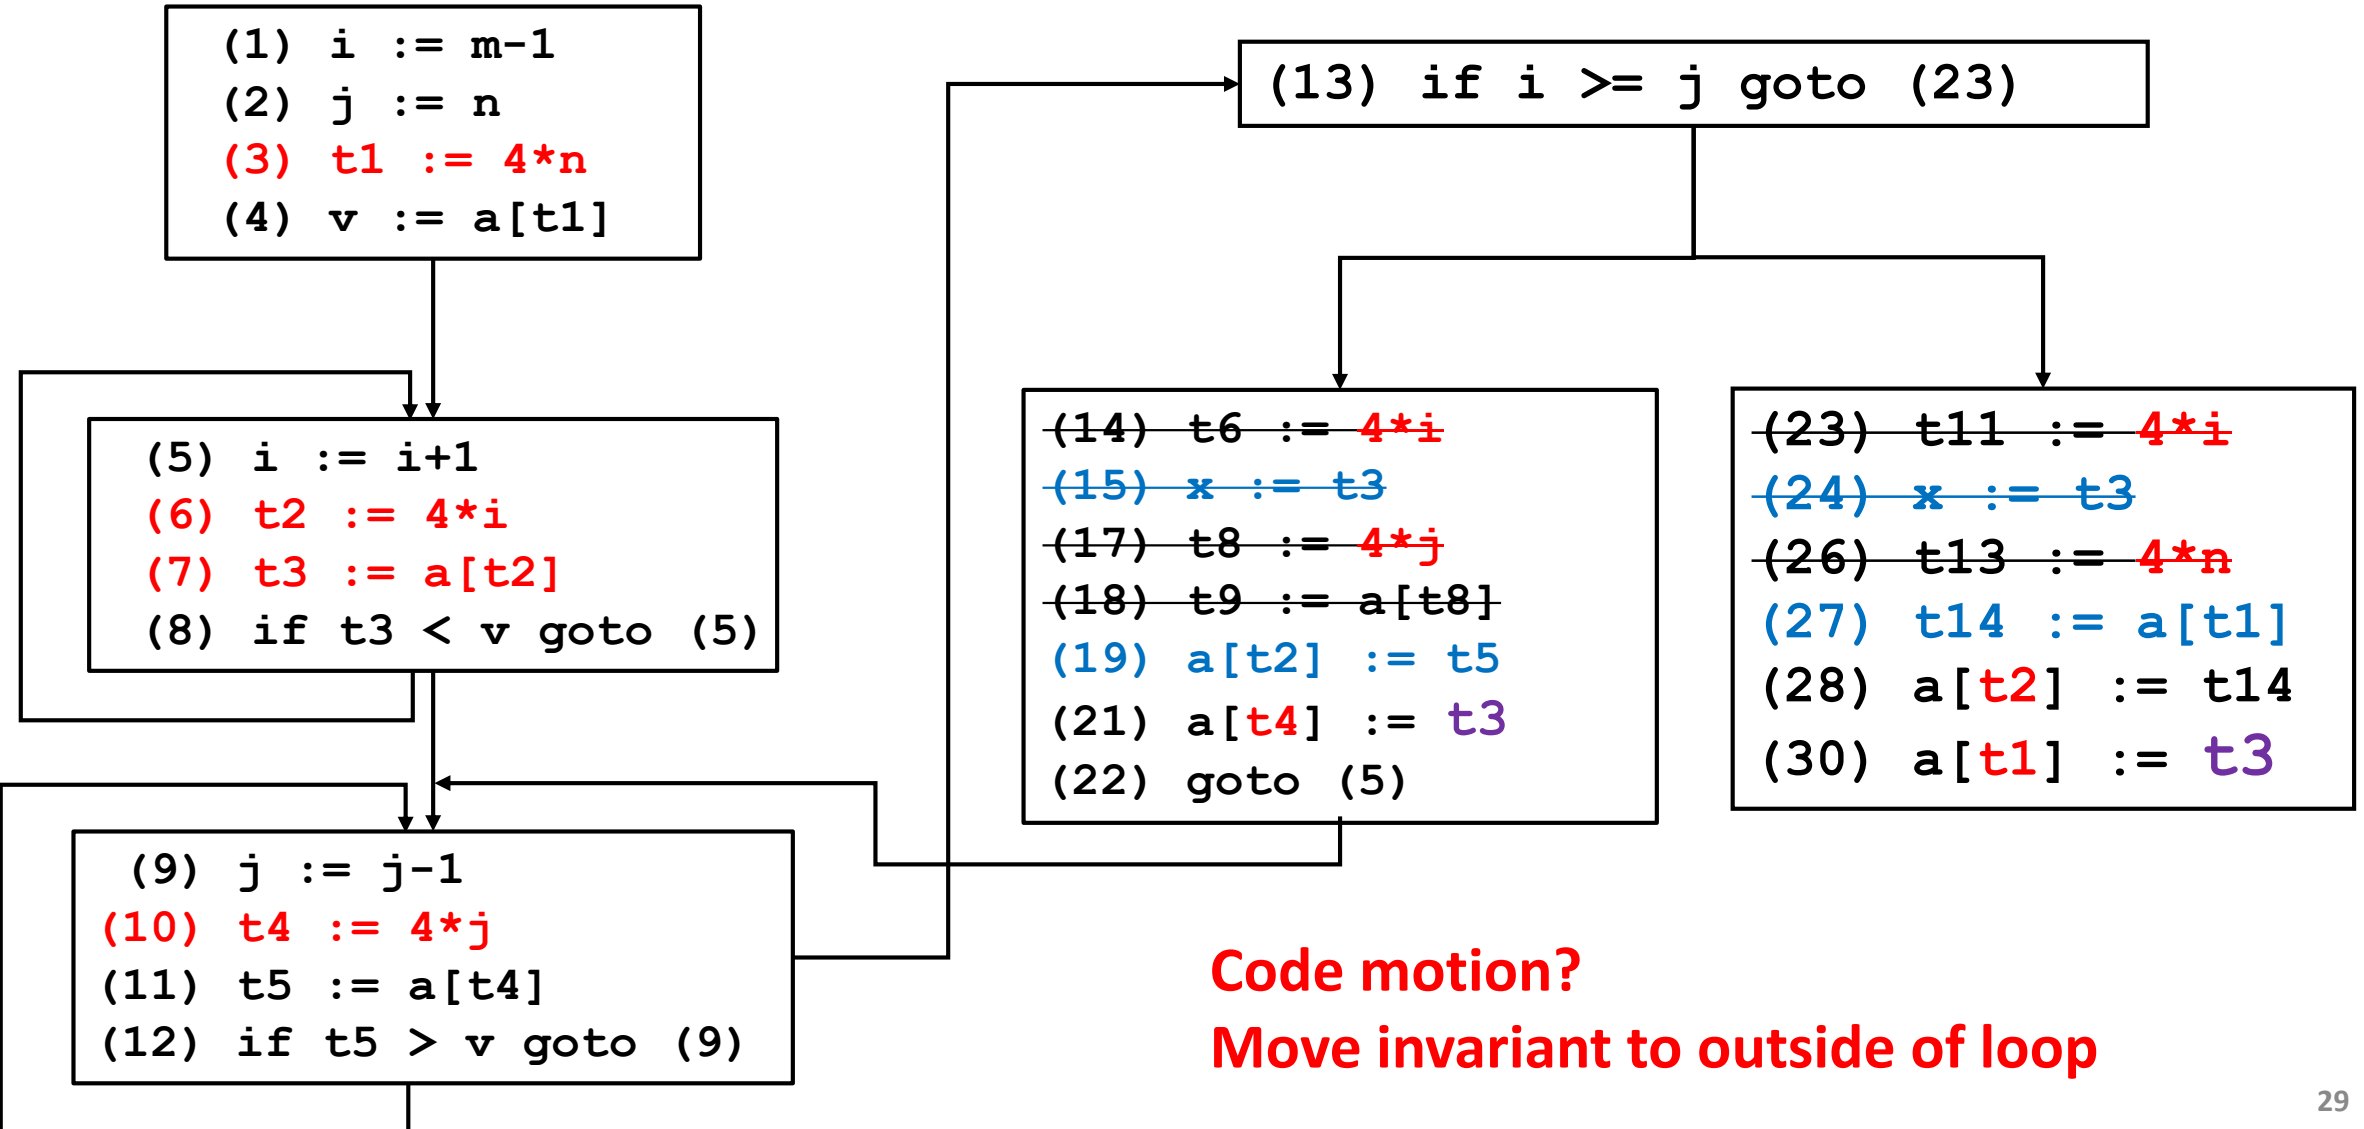 (1) i := m-1
(2) j := n
(3) t1 := 4*n
(4) v := a[t1]
(5) i := i+1
(6) t2 := 4*i
(7) t3 := a[t2]
(8) if t3 < v goto (5)
(9) j := j-1
(10) t4 := 4*j
(11) t5 := a[t4]
(12) if t5 > v goto (9)
(13) if i >= j goto (23)
(14) t6 := 4*i
(15) x := t3
(17) t8 := 4*j
(18) t9 := a[t8]
(19) a[t2] := t5
(21) a[t4] := t3
(22) goto (5)
(23) t11 := 4*i
(24) x := t3
(26) t13 := 4*n
(27) t14 := a[t1]
(28) a[t2] := t14
(30) a[t1] := t3
Code motion?
Move invariant to outside of loop
29